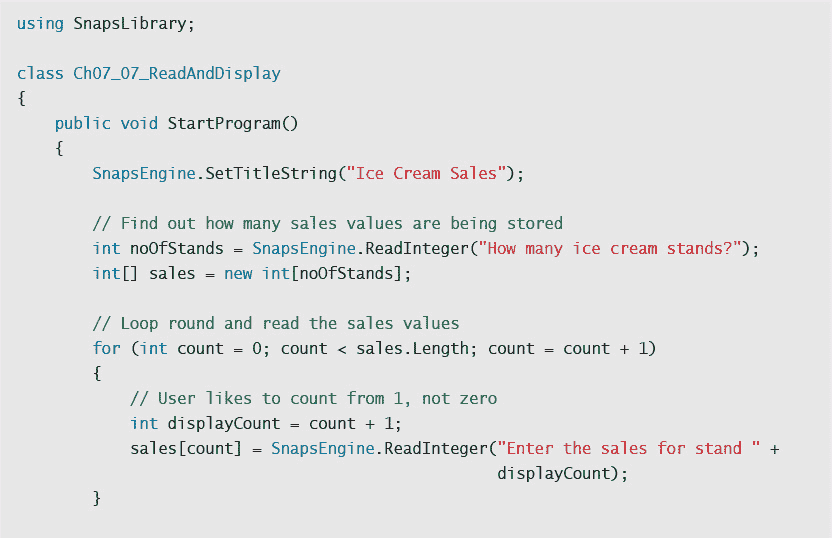 using SnapsLibrary;
class Ch07_07_ReadAndDisplay
{
public void StartProgram()
{
SnapsEngine.SetTitleString("Ice Cream Sales");
// Find out how many sales values are being stored
int noOfStands = SnapsEngine.ReadInteger("How many ice cream stands?");
int[] sales = new int[noOfStands];
// Loop round and read the sales values
for (int count = 0; count < sales.Length; count = count + 1)
{
// User likes to count from 1, not zero
int displayCount = count + 1;
sales[count] = SnapsEngine.ReadInteger("Enter the sales for stand " +
displayCount);
}